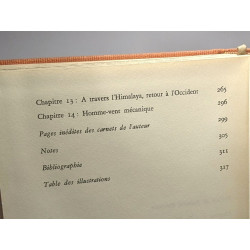 Chapitre 13 : A travers l'Himalaya, retour à l'Occident 265
Chapitre 14 : Homme-vent mécanique 296
Pages inédites des carnets de l'auteur 299
Notes 305
Bibliographie 311
Table des illustrations 317